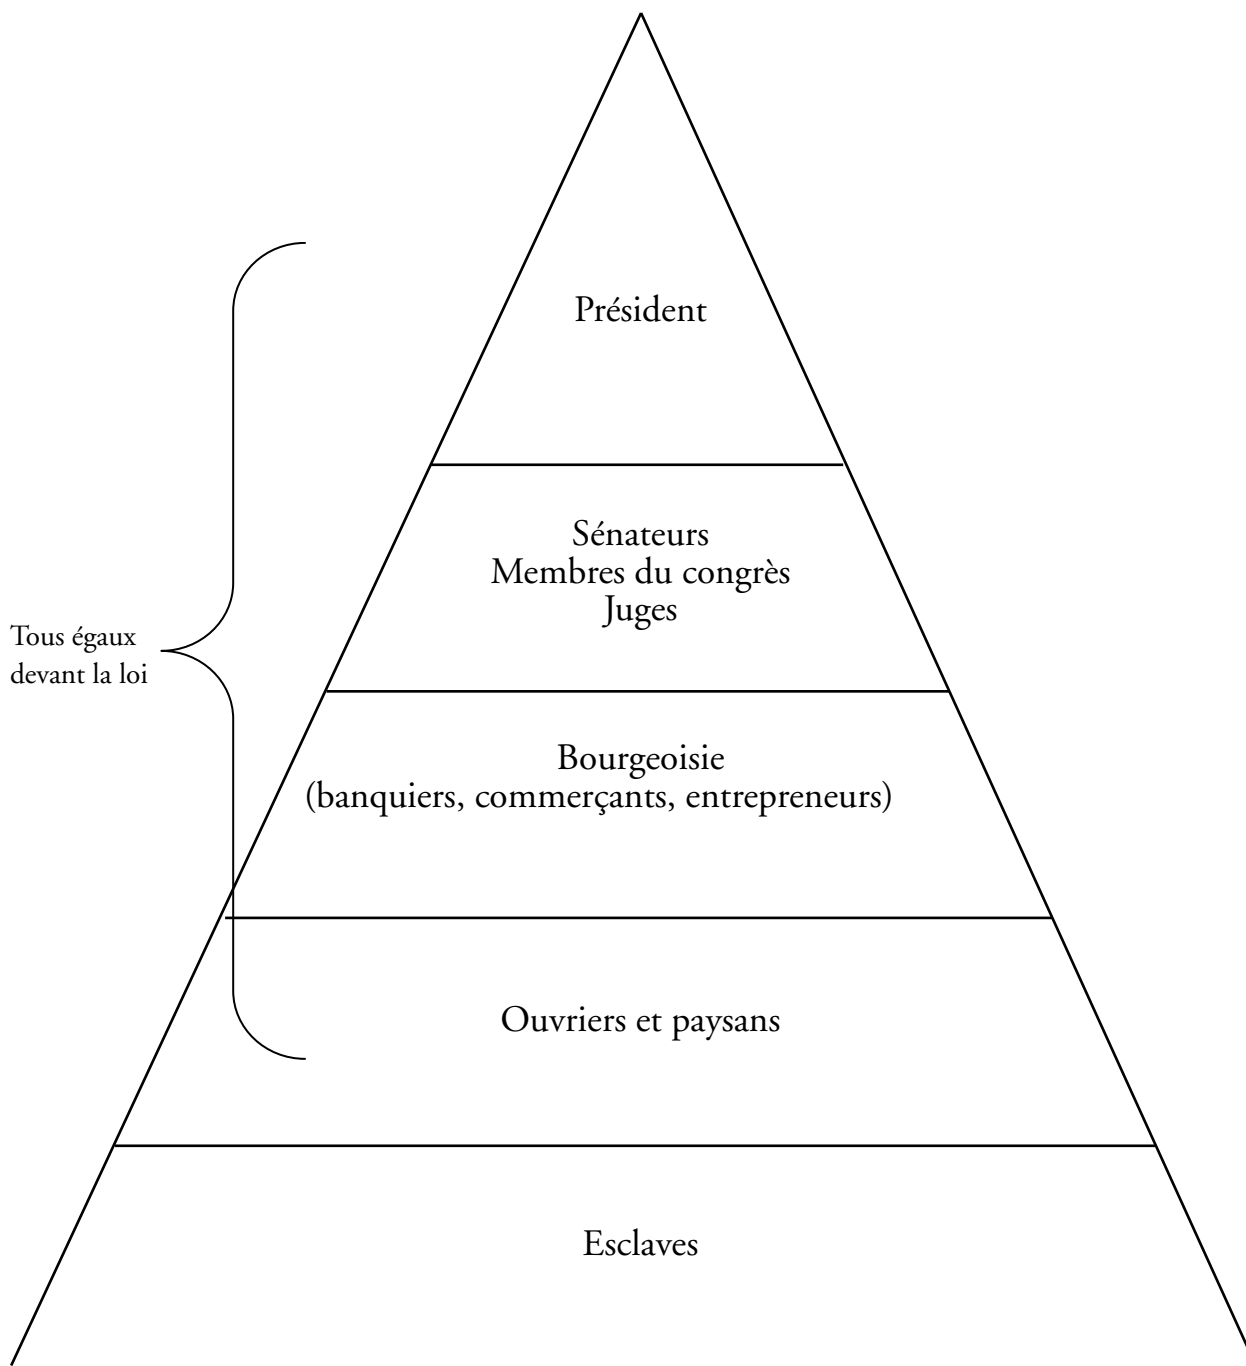 Président
Sénateurs
Membres du congrès
Juges
Tous égaux
devant la loi
Bourgeoisie
(banquiers, commerçants, entrepreneurs)
Ouvriers et paysans
Esclaves